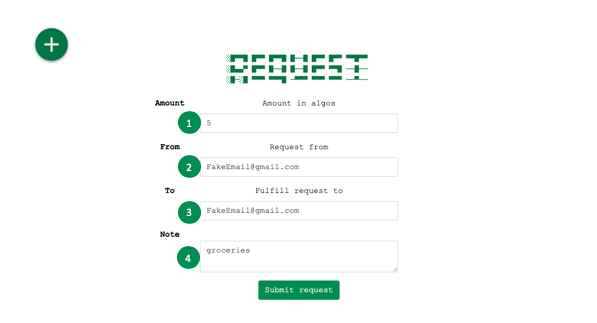 +
REQUEST
Amount
Amount in algos
1
5
From
Request from
2
FakeEmail@gmail.com
To
Fulfill request to
3
FakeEmail@gmail.com
Note
4
groceries
Submit request